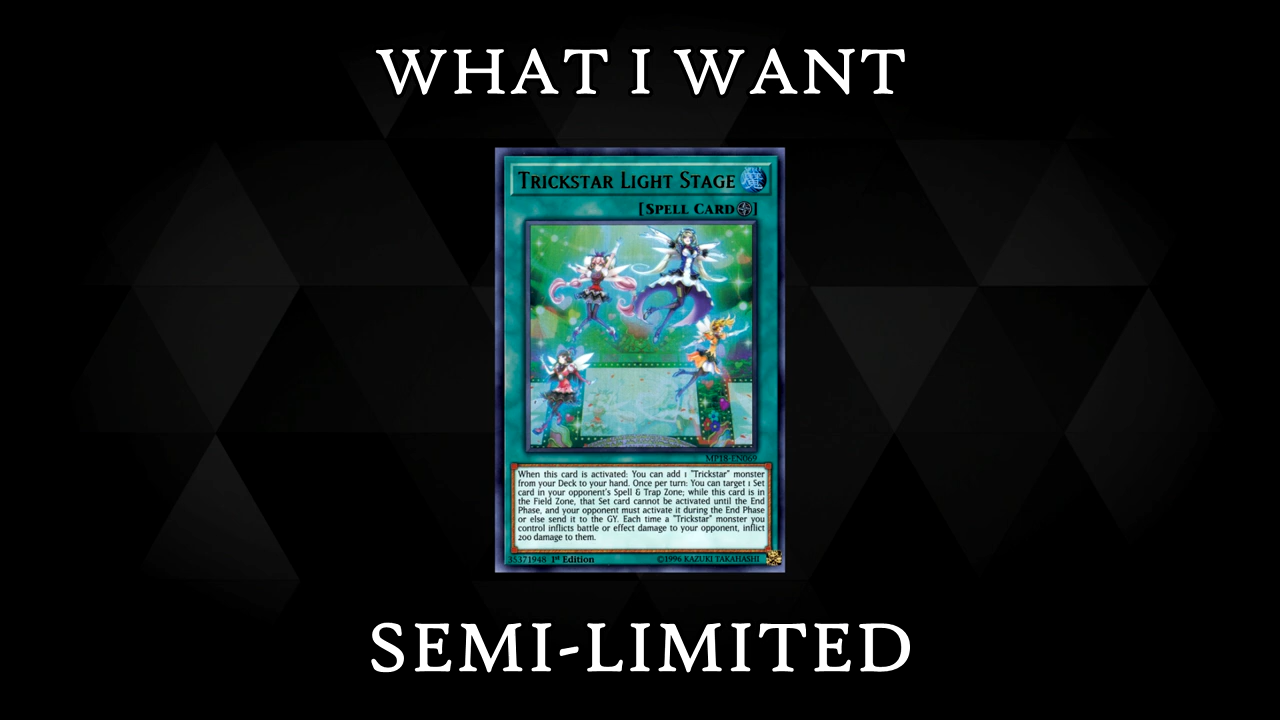 WHAT I WANT
TRICKSTAR LIGHT STAGE
[SPELL CARD]
MP18-EN069
When this card is activated: You can add 1 "Trickstar" monster
from your Deck to your hand. Once per turn: You can target 1 Set
card in your opponent's Spell & Trap Zone; while this card is in
the Field Zone, that Set card cannot be activated until the End
Phase, and your opponent must activate it during the End Phase
or else send it to the GY. Each time a "Trickstar" monster you
control inflicts battle or effect damage to your opponent, inflict
200 damage to them.
35371948 1st Edition ©1996 KAZUKI TAKAHASHI
SEMI-LIMITED